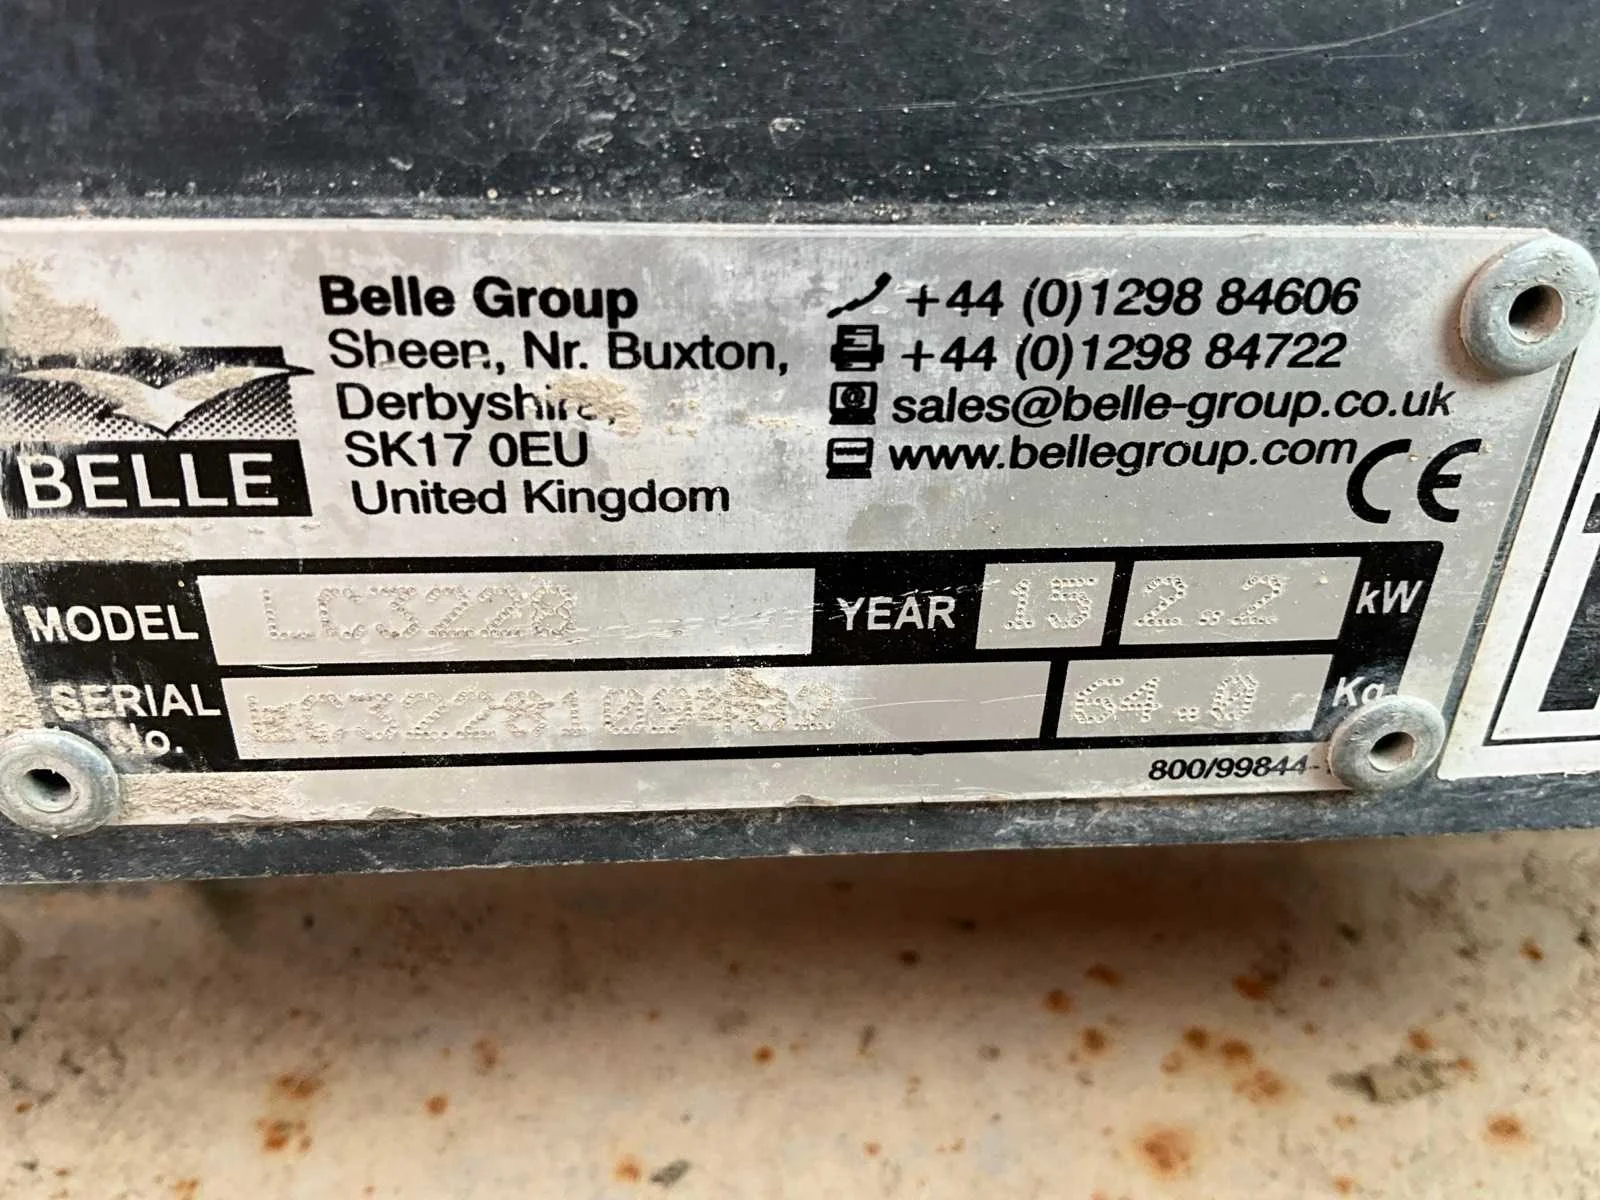 Belle Group
Sheen, Nr. Buxton,
Derbyshire,
SK17 0EU
United Kingdom
+44 (0)1298 84606
+44 (0)1298 84722
sales@belle-group.co.uk
www.bellegroup.com
CE
BELLE
MODEL LC3228 YEAR 15 2.2 kW
SERIAL No. 64.0 Kg